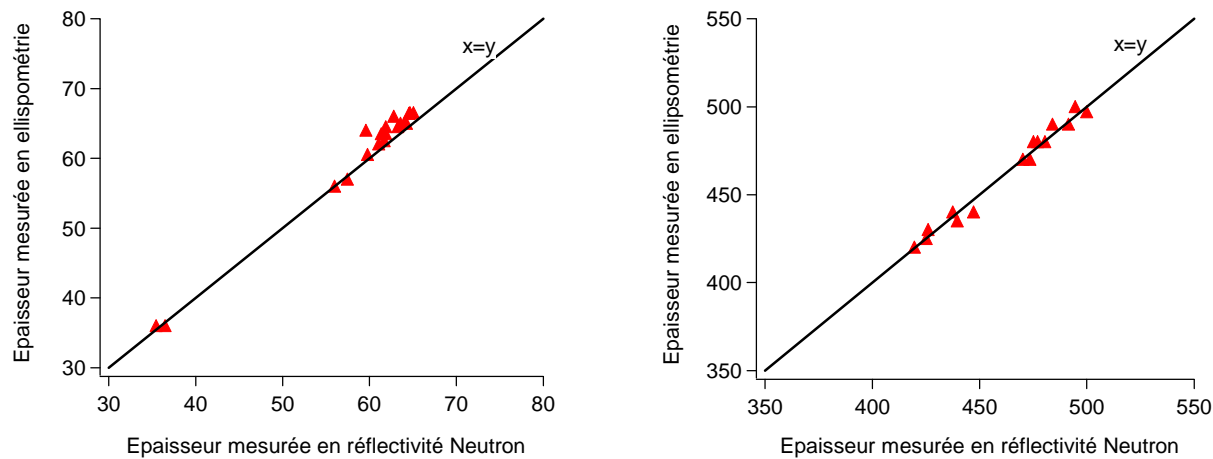 Epaisseur mesurée en ellispométrie
80
70
60
50
40
30
x=y
30 40 50 60 70 80
Epaisseur mesurée en réflectivité Neutron
Epaisseur mesurée en ellipsométrie
550
500
450
400
350
x=y
350 400 450 500 550
Epaisseur mesurée en réflectivité Neutron